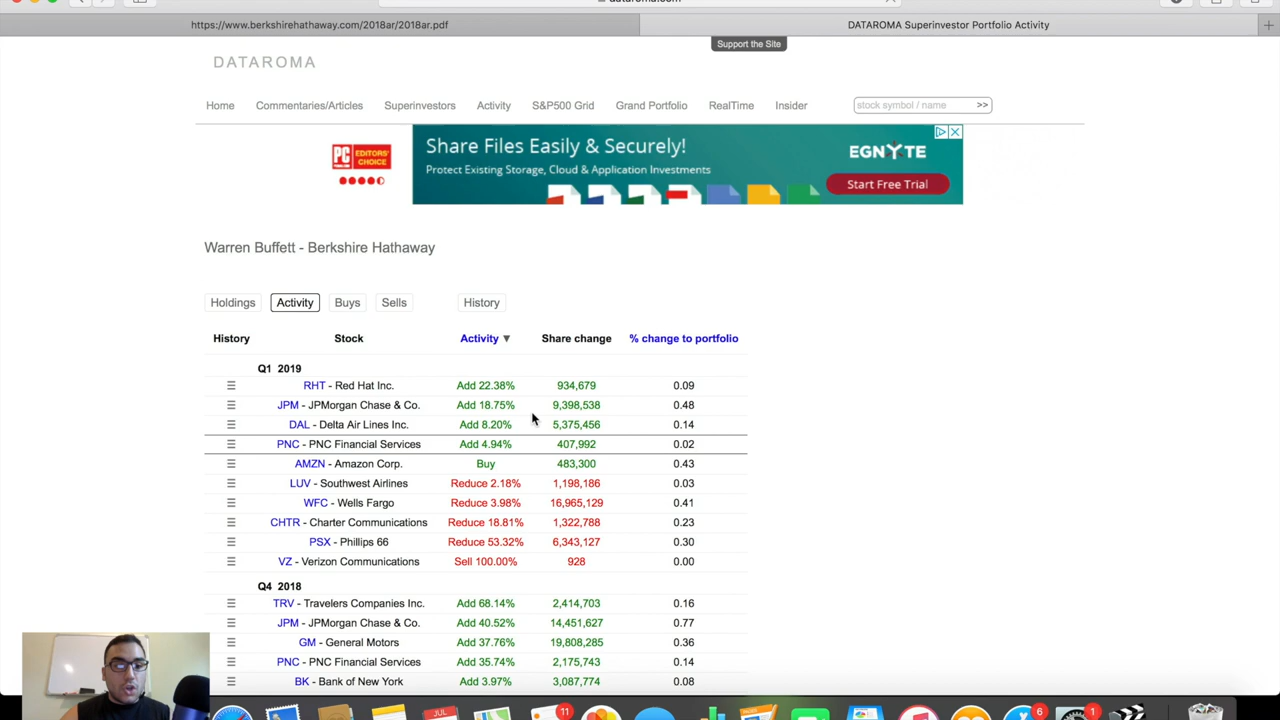 dataroma.com
https://www.berkshirehathaway.com/2018ar/2018ar.pdf
DATAROMA Superinvestor Portfolio Activity
Support the Site
DATAROMA
Home Commentaries/Articles Superinvestors Activity S&P500 Grid Grand Portfolio RealTime Insider stock symbol / name >>
PC EDITORS' CHOICE
Share Files Easily & Securely!
Protect Existing Storage, Cloud & Application Investments
EGNYTE
Start Free Trial
Warren Buffett - Berkshire Hathaway
Holdings Activity Buys Sells History
History Stock Activity ▼ Share change % change to portfolio
Q1 2019
RHT - Red Hat Inc. Add 22.38% 934,679 0.09
JPM - JPMorgan Chase & Co. Add 18.75% 9,398,538 0.48
DAL - Delta Air Lines Inc. Add 8.20% 5,375,456 0.14
PNC - PNC Financial Services Add 4.94% 407,992 0.02
AMZN - Amazon Corp. Buy 483,300 0.43
LUV - Southwest Airlines Reduce 2.18% 1,198,186 0.03
WFC - Wells Fargo Reduce 3.98% 16,965,129 0.41
CHTR - Charter Communications Reduce 18.81% 1,322,788 0.23
PSX - Phillips 66 Reduce 53.32% 6,343,127 0.30
VZ - Verizon Communications Sell 100.00% 928 0.00
Q4 2018
TRV - Travelers Companies Inc. Add 68.14% 2,414,703 0.16
JPM - JPMorgan Chase & Co. Add 40.52% 14,451,627 0.77
GM - General Motors Add 37.76% 19,808,285 0.36
PNC - PNC Financial Services Add 35.74% 2,175,743 0.14
BK - Bank of New York Add 3.97% 3,087,774 0.08
JUL 11 6 1